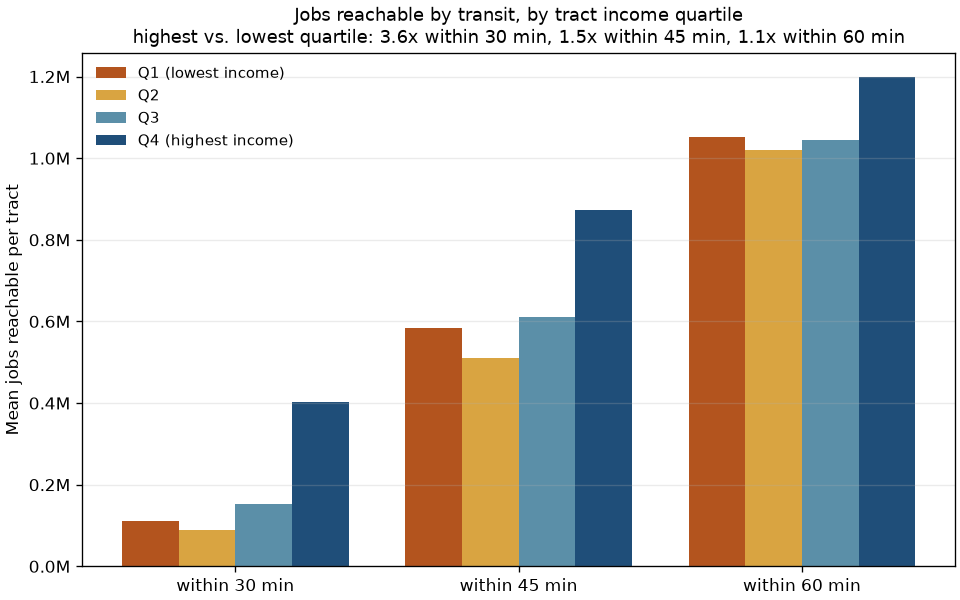 Jobs reachable by transit, by tract income quartile
highest vs. lowest quartile: 3.6x within 30 min, 1.5x within 45 min, 1.1x within 60 min
Q1 (lowest income)
Q2
Q3
Q4 (highest income)
Mean jobs reachable per tract
1.2M
1.0M
0.8M
0.6M
0.4M
0.2M
0.0M
within 30 min
within 45 min
within 60 min